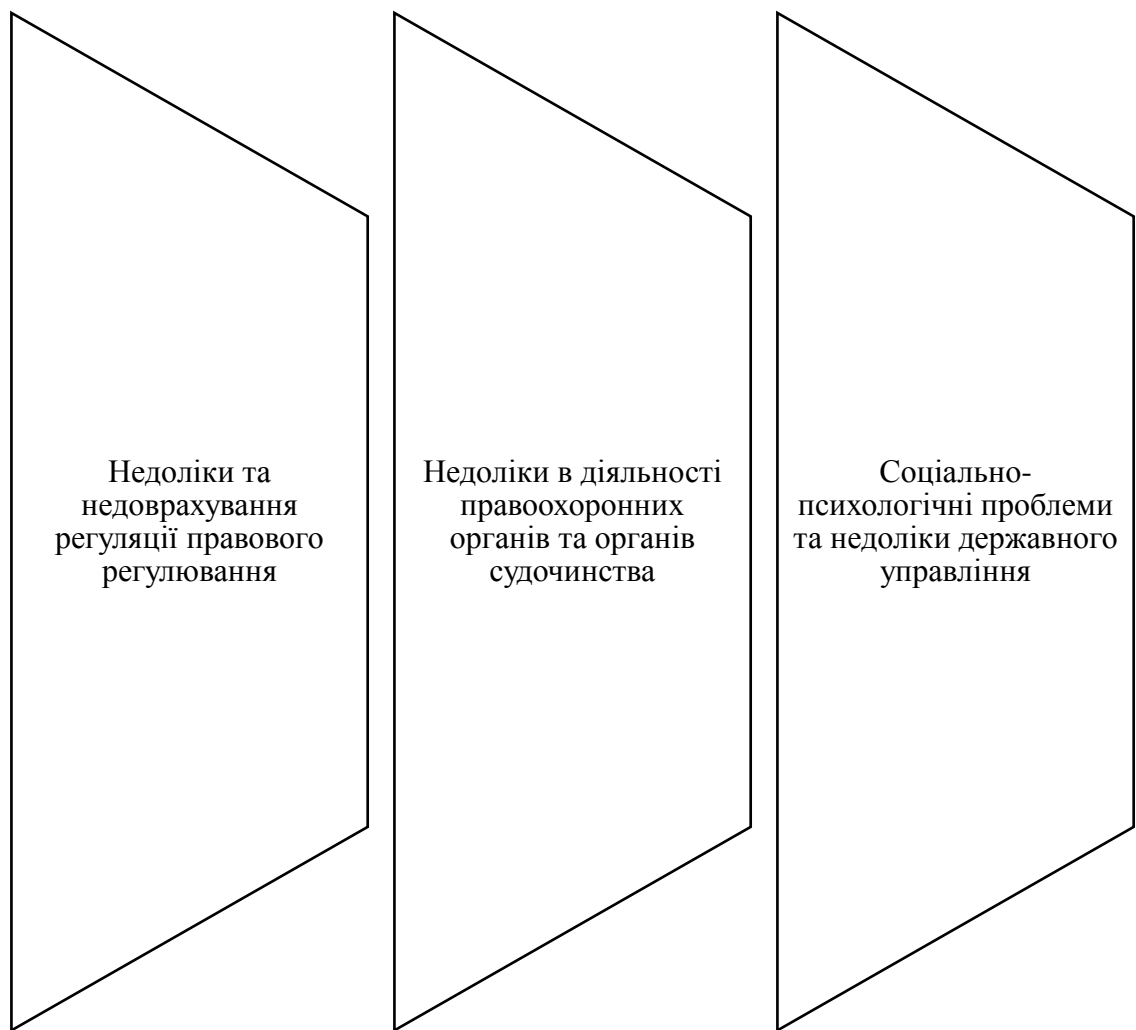 Недоліки та
недоврахування
регуляції правового
регулювання
Недоліки в діяльності
правоохоронних
органів та органів
судочинства
Соціально-
психологічні проблеми
та недоліки державного
управління